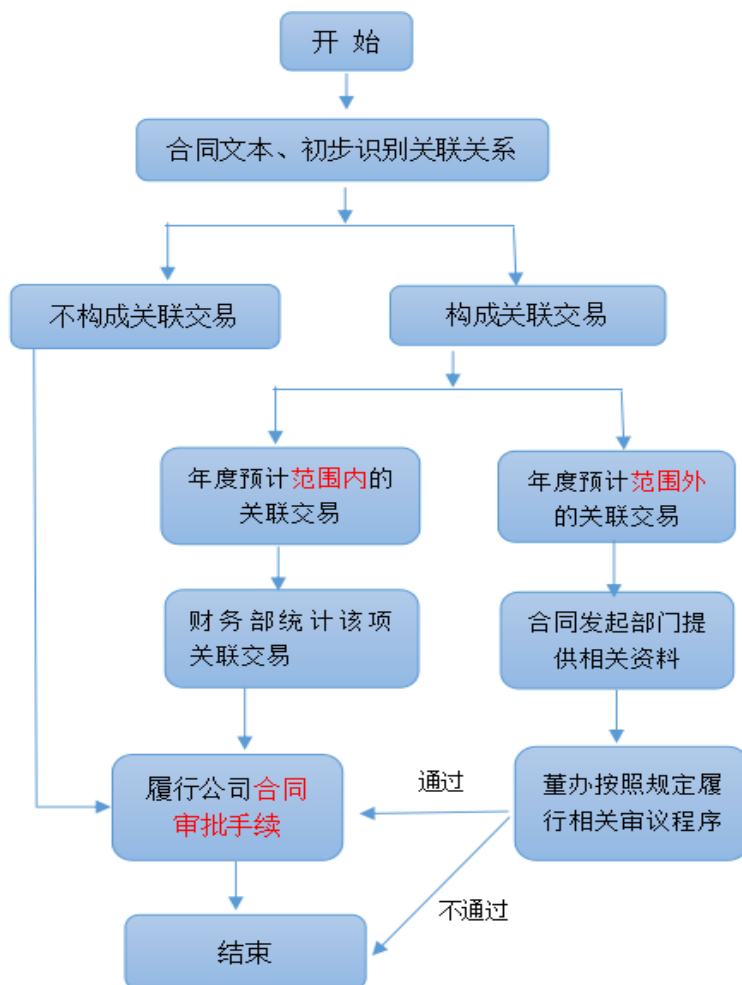 开 始
合同文本、初步识别关联关系
不构成关联交易
构成关联交易
年度预计范围内的
关联交易
年度预计范围外
的关联交易
财务部统计该项
关联交易
合同发起部门提
供相关资料
履行公司合同
审批手续
通过
董办按照规定履
行相关审议程序
不通过
结束